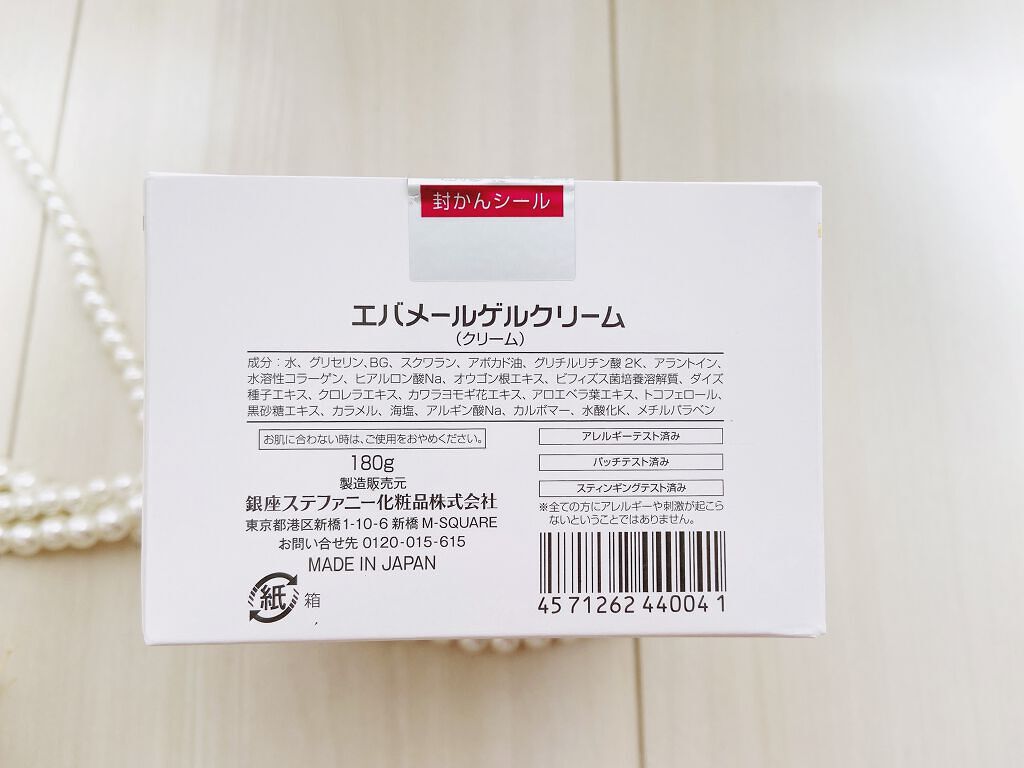 封かんシール
エバメールゲルクリーム
(クリーム)
成分:水、グリセリン、BG、スクワラン、アボカド油、グリチルリチン酸2K、アラントイン、
水溶性コラーゲン、ヒアルロン酸Na、オウゴン根エキス、ビフィズス菌培養溶解質、ダイズ
種子エキス、クロレラエキス、カワラヨモギ花エキス、アロエベラ葉エキス、トコフェロール、
黒砂糖エキス、カラメル、海塩、アルギン酸Na、カルボマー、水酸化K、メチルパラベン
お肌に合わない時は、ご使用をおやめください。
180g
製造販売元
銀座ステファニー化粧品株式会社
東京都港区新橋1-10-6 新橋 M-SQUARE
お問い合せ先 0120-015-615
MADE IN JAPAN
紙 箱
アレルギーテスト済み
パッチテスト済み
スティンギングテスト済み
※全ての方にアレルギーや刺激が起こら
ないということではありません。
4571262440041